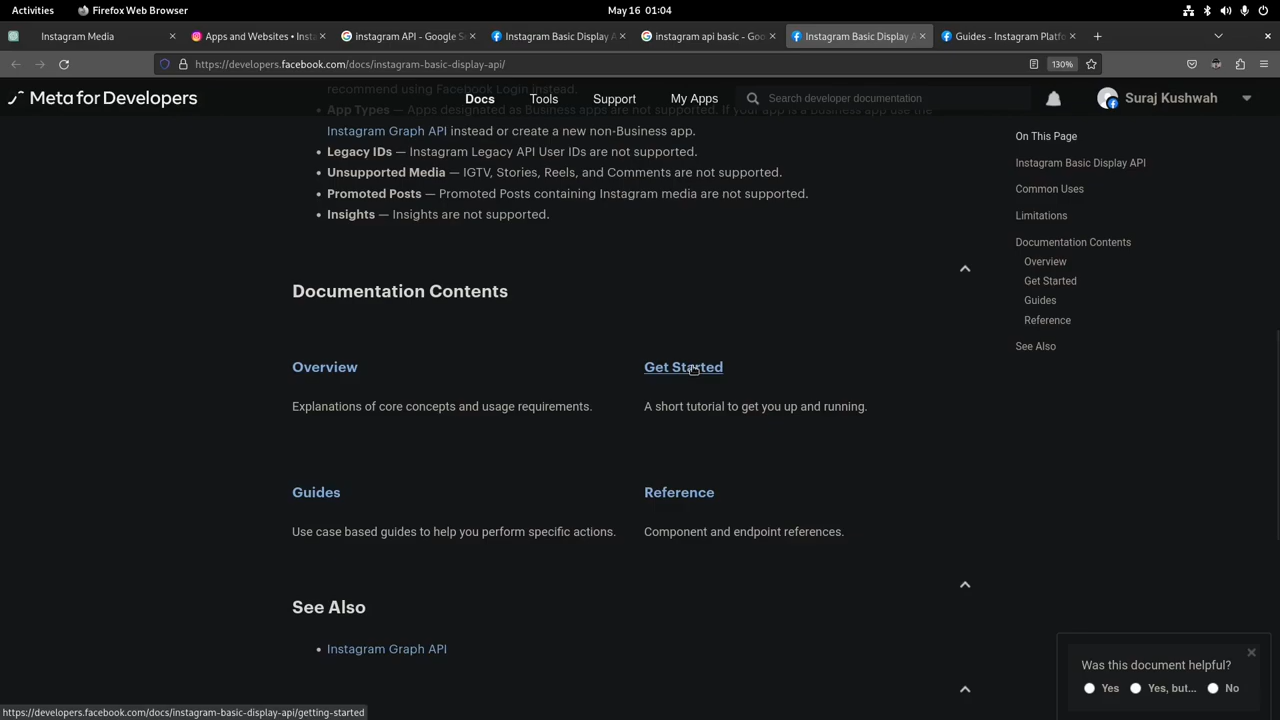 Activities
Firefox Web Browser
May 16 01:04
Instagram Media
Apps and Websites • Insta
instagram API - Google S
Instagram Basic Display A
instagram api basic - Goo
Instagram Basic Display A
Guides - Instagram Platfo
https://developers.facebook.com/docs/instagram-basic-display-api/
130%
Meta for Developers
Docs
Tools
Support
My Apps
Search developer documentation
Suraj Kushwah
recommend using Facebook Login instead.
• App Types — Apps designated as Business apps are not supported. If your app is a Business app use the
Instagram Graph API instead or create a new non-Business app.
• Legacy IDs — Instagram Legacy API User IDs are not supported.
• Unsupported Media — IGTV, Stories, Reels, and Comments are not supported.
• Promoted Posts — Promoted Posts containing Instagram media are not supported.
• Insights — Insights are not supported.
Documentation Contents
Overview
Explanations of core concepts and usage requirements.
Get Started
A short tutorial to get you up and running.
Guides
Use case based guides to help you perform specific actions.
Reference
Component and endpoint references.
See Also
• Instagram Graph API
On This Page
Instagram Basic Display API
Common Uses
Limitations
Documentation Contents
Overview
Get Started
Guides
Reference
See Also
Was this document helpful?
Yes
Yes, but...
No
https://developers.facebook.com/docs/instagram-basic-display-api/getting-started